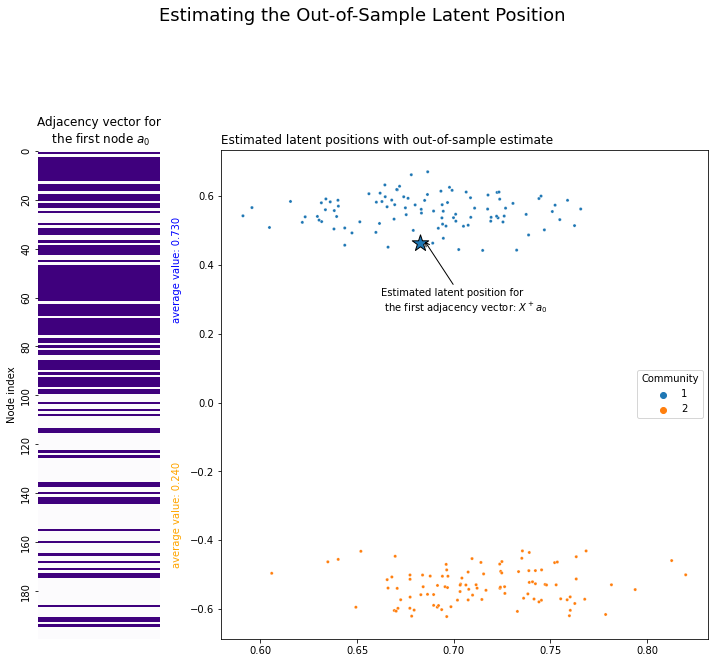 Estimating the Out-of-Sample Latent Position
Adjacency vector for
the first node a₀
Estimated latent positions with out-of-sample estimate
Node index
0
20
40
60
80
100
120
140
160
180
average value: 0.730
average value: 0.240
0.6
0.4
0.2
0.0
−0.2
−0.4
−0.6
Estimated latent position for
the first adjacency vector: X⁺a₀
Community
1
2
0.60
0.65
0.70
0.75
0.80